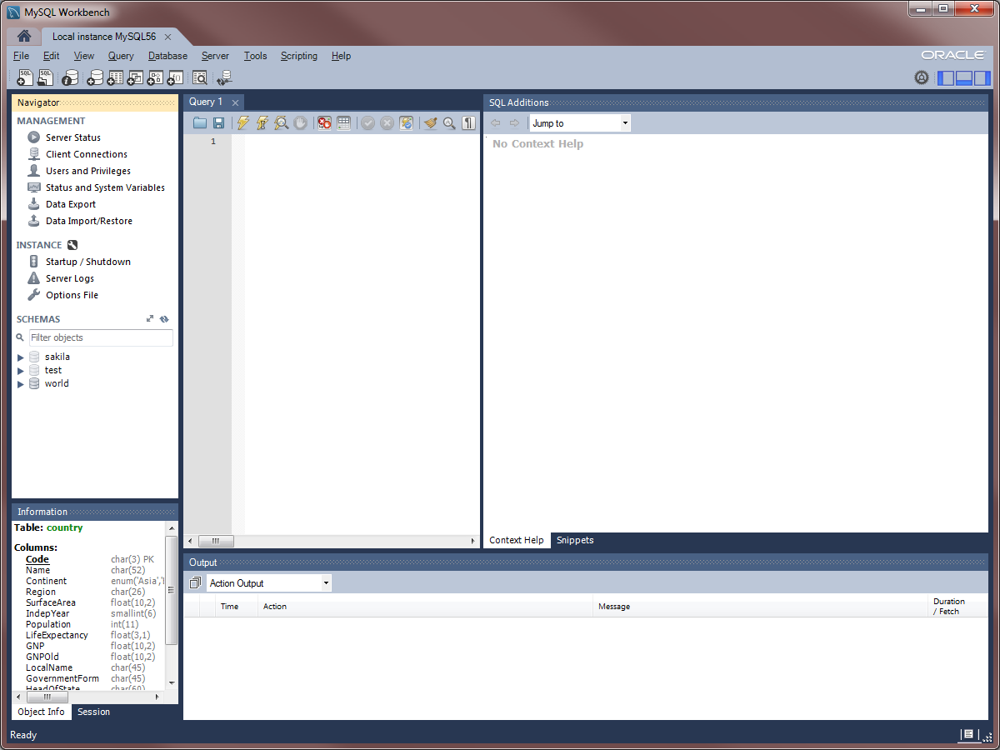 MySQL Workbench
Local instance MySQL56
File Edit View Query Database Server Tools Scripting Help
ORACLE
SQL SQL
Navigator
MANAGEMENT
Server Status
Client Connections
Users and Privileges
Status and System Variables
Data Export
Data Import/Restore
INSTANCE
Startup / Shutdown
Server Logs
Options File
SCHEMAS
Filter objects
sakila
test
world
Information
Table: country
Columns:
Code char(3) PK
Name char(52)
Continent enum('Asia','
Region char(26)
SurfaceArea float(10,2)
IndepYear smallint(6)
Population int(11)
LifeExpectancy float(3,1)
GNP float(10,2)
GNPOld float(10,2)
LocalName char(45)
GovernmentForm char(45)
HeadOfState char(60)
Object Info Session
Query 1
1
SQL Additions
Jump to
No Context Help
Context Help Snippets
Output
Action Output
Time Action Message Duration / Fetch
Ready